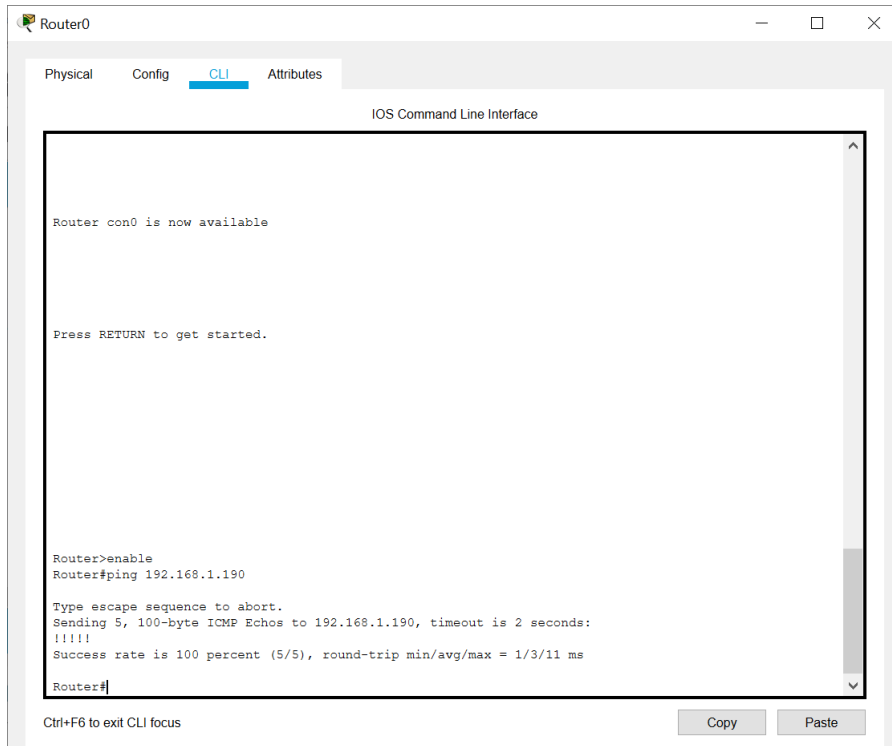 Router0
Physical Config CLI Attributes
IOS Command Line Interface
Router con0 is now available
Press RETURN to get started.
Router>enable
Router#ping 192.168.1.190
Type escape sequence to abort.
Sending 5, 100-byte ICMP Echos to 192.168.1.190, timeout is 2 seconds:
!!!!!
Success rate is 100 percent (5/5), round-trip min/avg/max = 1/3/11 ms
Router#
Ctrl+F6 to exit CLI focus
Copy Paste